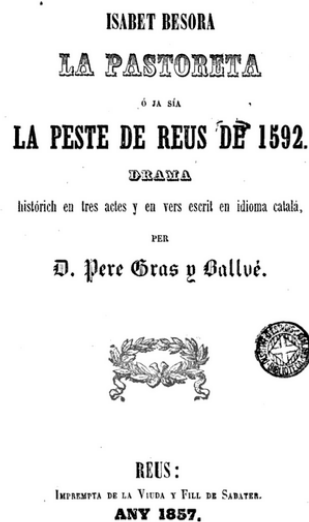 ISABET BESORA
LA PASTORETA
Ó JA SÍA
LA PESTE DE REUS DE 1592.
DRAMA
históric​h en tres actes y en vers escrit en idioma catalá,
PER
D. Pere Gras y Ballvé.
REUS:
IMPREMPTA DE LA VIUDA Y FILL DE SABATER.
ANY 1857.